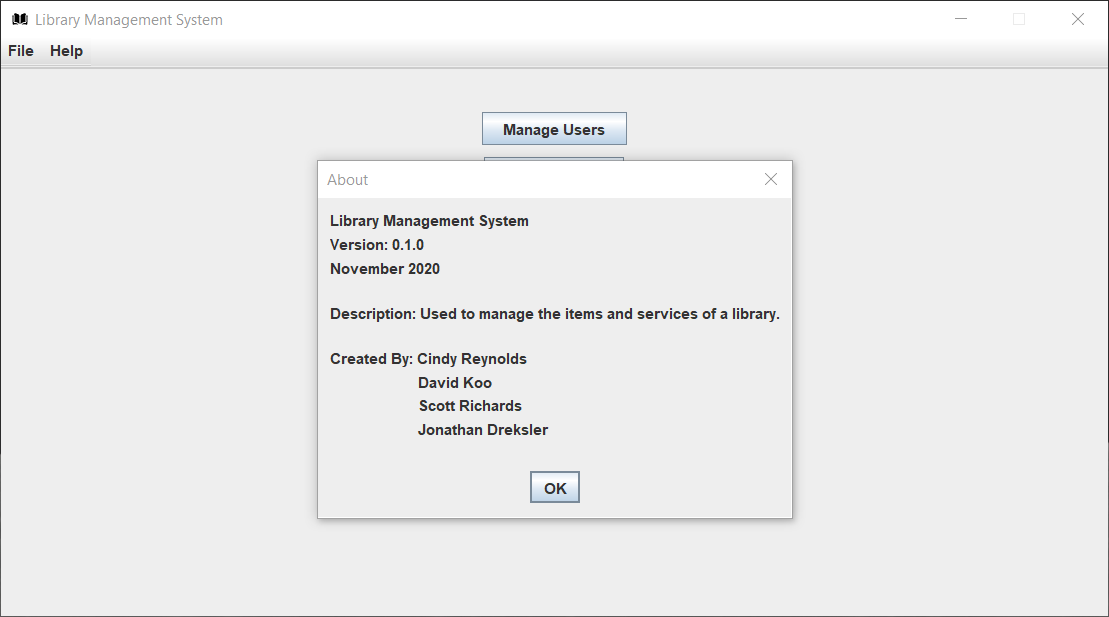 Library Management System
File Help
Manage Users
About
Library Management System
Version: 0.1.0
November 2020
Description: Used to manage the items and services of a library.
Created By: Cindy Reynolds
David Koo
Scott Richards
Jonathan Dreksler
OK